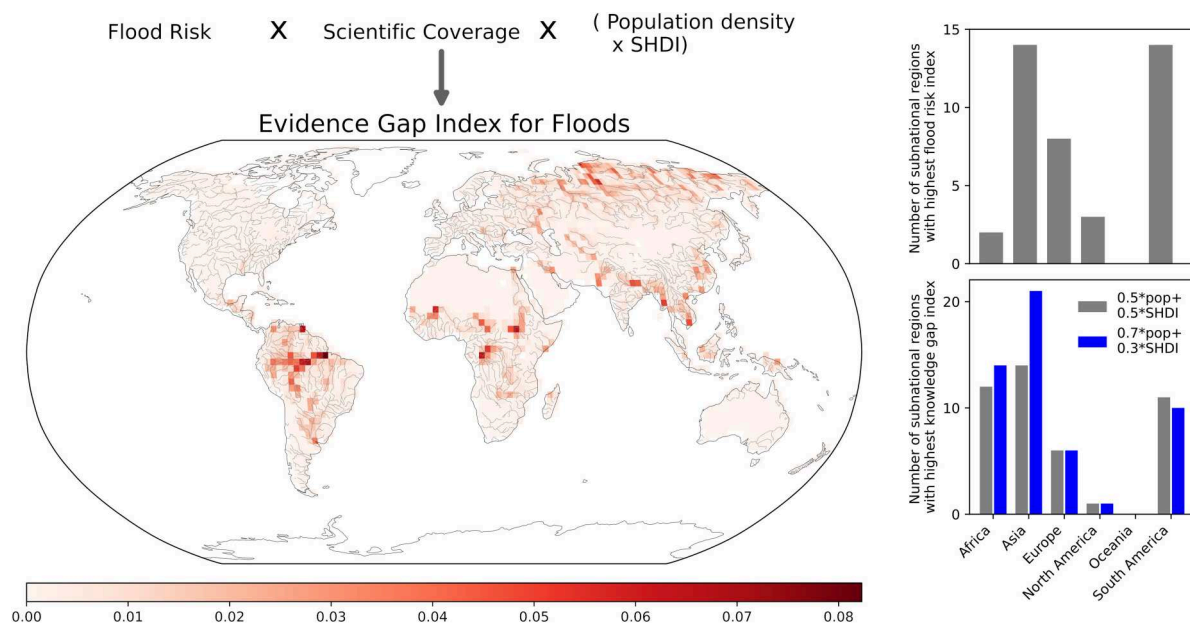 Flood Risk X Scientific Coverage X ( Population density
x SHDI)
Evidence Gap Index for Floods
0.00 0.01 0.02 0.03 0.04 0.05 0.06 0.07 0.08
Number of subnational regions
with highest flood risk index
15
10
5
0
Number of subnational regions
with highest knowledge gap index
20
10
0
0.5*pop+
0.5*SHDI
0.7*pop+
0.3*SHDI
Africa
Asia
Europe
North America
Oceania
South America